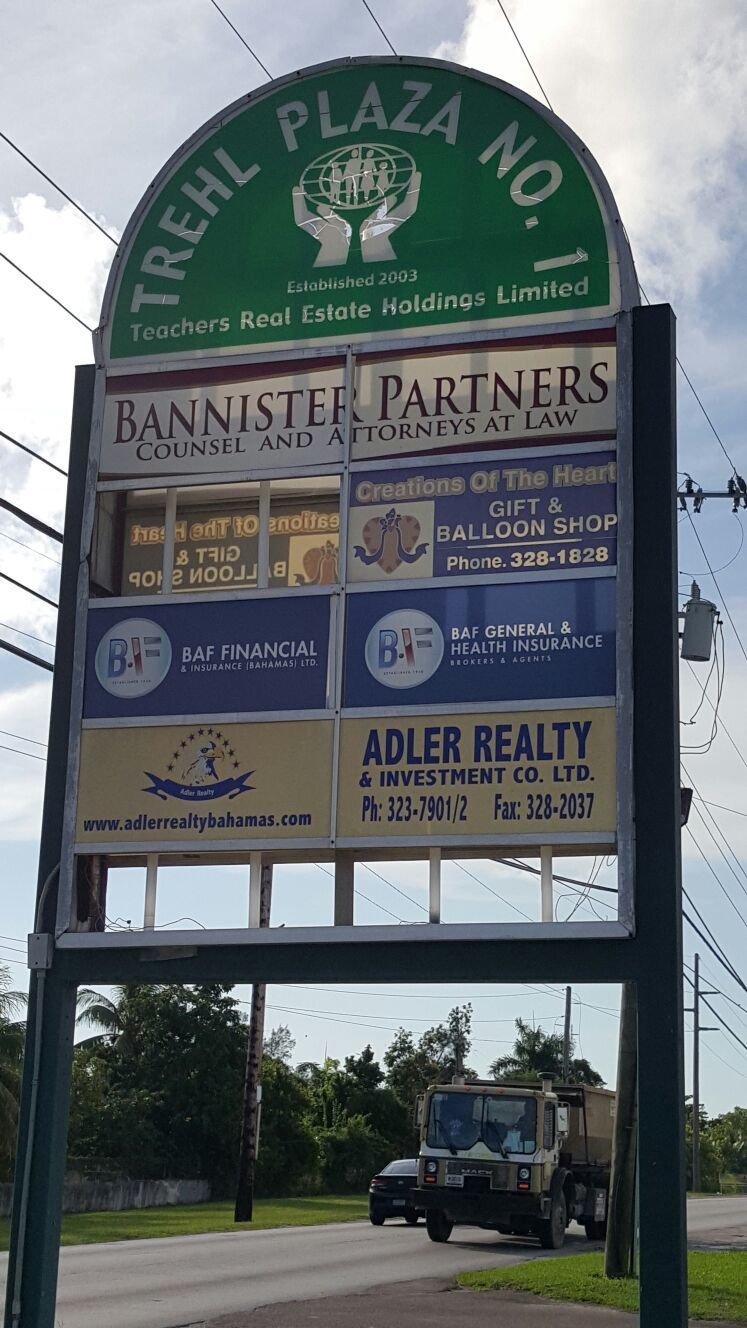 TREHL PLAZA NO. 1
Established 2003
Teachers Real Estate Holdings Limited
BANNISTER PARTNERS
COUNSEL AND ATTORNEYS AT LAW
Creations Of The Heart
GIFT &
BALLOON SHOP
Phone. 328-1828
BAF
BAF FINANCIAL
& INSURANCE (BAHAMAS) LTD.
BAF
BAF GENERAL &
HEALTH INSURANCE
BROKERS & AGENTS
Adler Realty
www.adlerrealtybahamas.com
ADLER REALTY
& INVESTMENT CO. LTD.
Ph: 323-7901/2 Fax: 328-2037
MACK